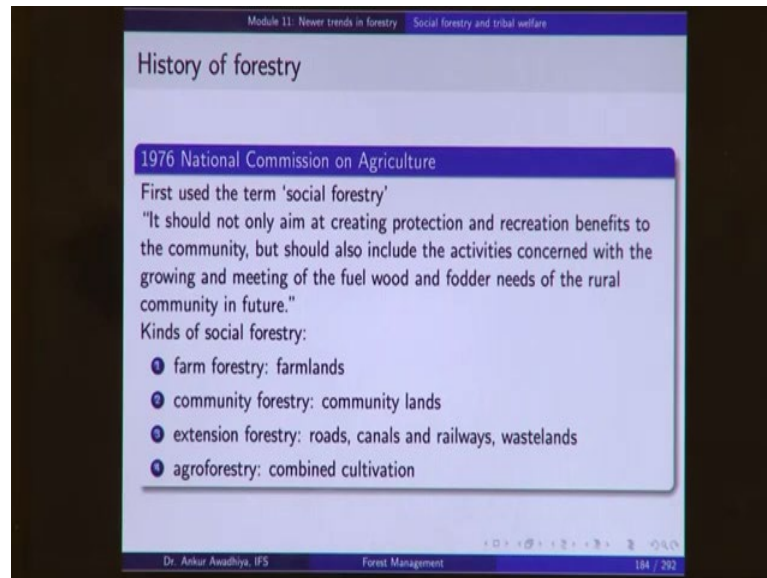 Module 11: Newer trends in forestry Social forestry and tribal welfare
History of forestry
1976 National Commission on Agriculture
First used the term 'social forestry'
"It should not only aim at creating protection and recreation benefits to
the community, but should also include the activities concerned with the
growing and meeting of the fuel wood and fodder needs of the rural
community in future."
Kinds of social forestry:
1 farm forestry: farmlands
2 community forestry: community lands
3 extension forestry: roads, canals and railways, wastelands
4 agroforestry: combined cultivation
Dr. Ankur Awadhiya, IFS Forest Management 184 / 292